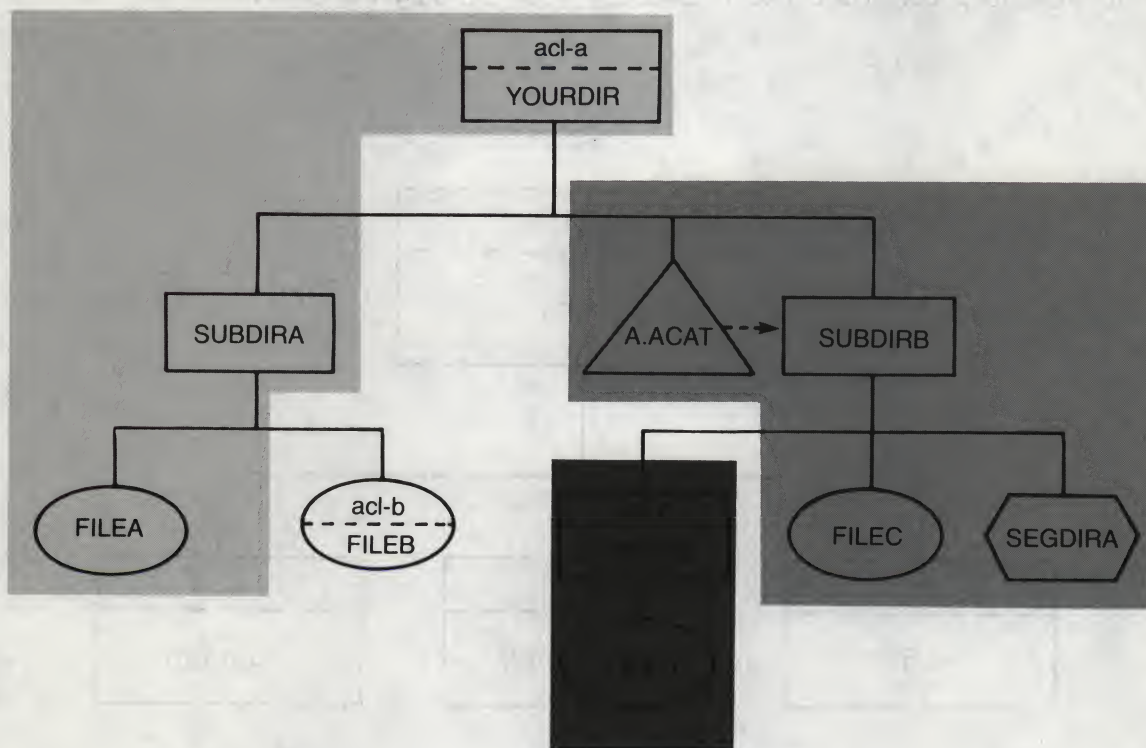 acl-a
YOURDIR
SUBDIRA
A.ACAT
SUBDIRB
FILEA
acl-b
FILEB
FILEC
SEGDIRA